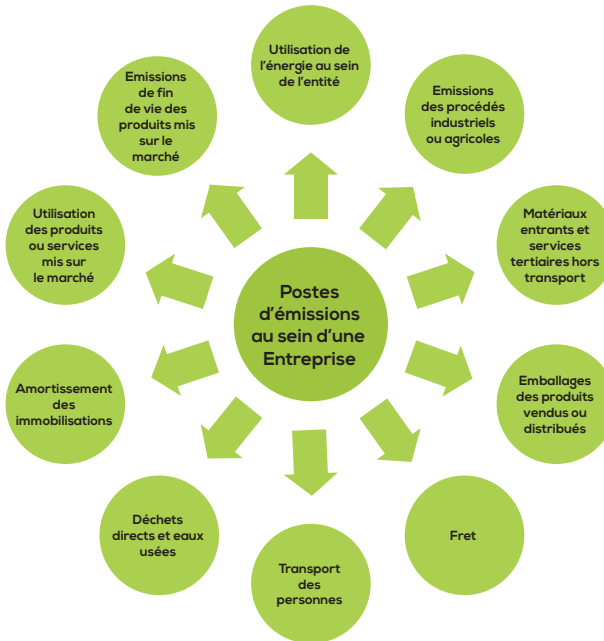 Utilisation de
l'énergie au sein
de l'entité
Emissions
des procédés
industriels
ou agricoles
Matériaux
entrants et
services
tertiaires hors
transport
Emballages
des produits
vendus ou
distribués
Fret
Transport
des
personnes
Déchets
directs et eaux
usées
Amortissement
des
immobilisations
Utilisation
des produits
ou services
mis sur
le marché
Emissions
de fin
de vie des
produits mis
sur le
marché
Postes
d'émissions
au sein d'une
Entreprise